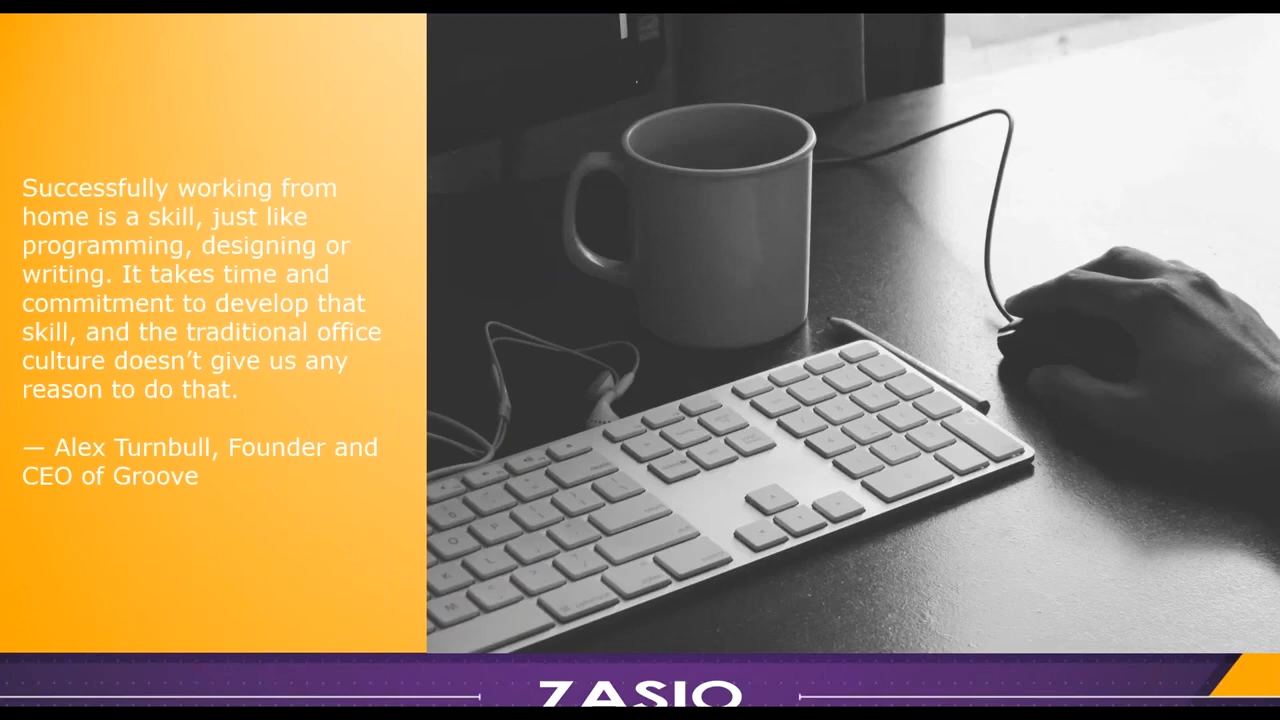 Successfully working from
home is a skill, just like
programming, designing or
writing. It takes time and
commitment to develop that
skill, and the traditional office
culture doesn’t give us any
reason to do that.
— Alex Turnbull, Founder and
CEO of Groove
ZASIO